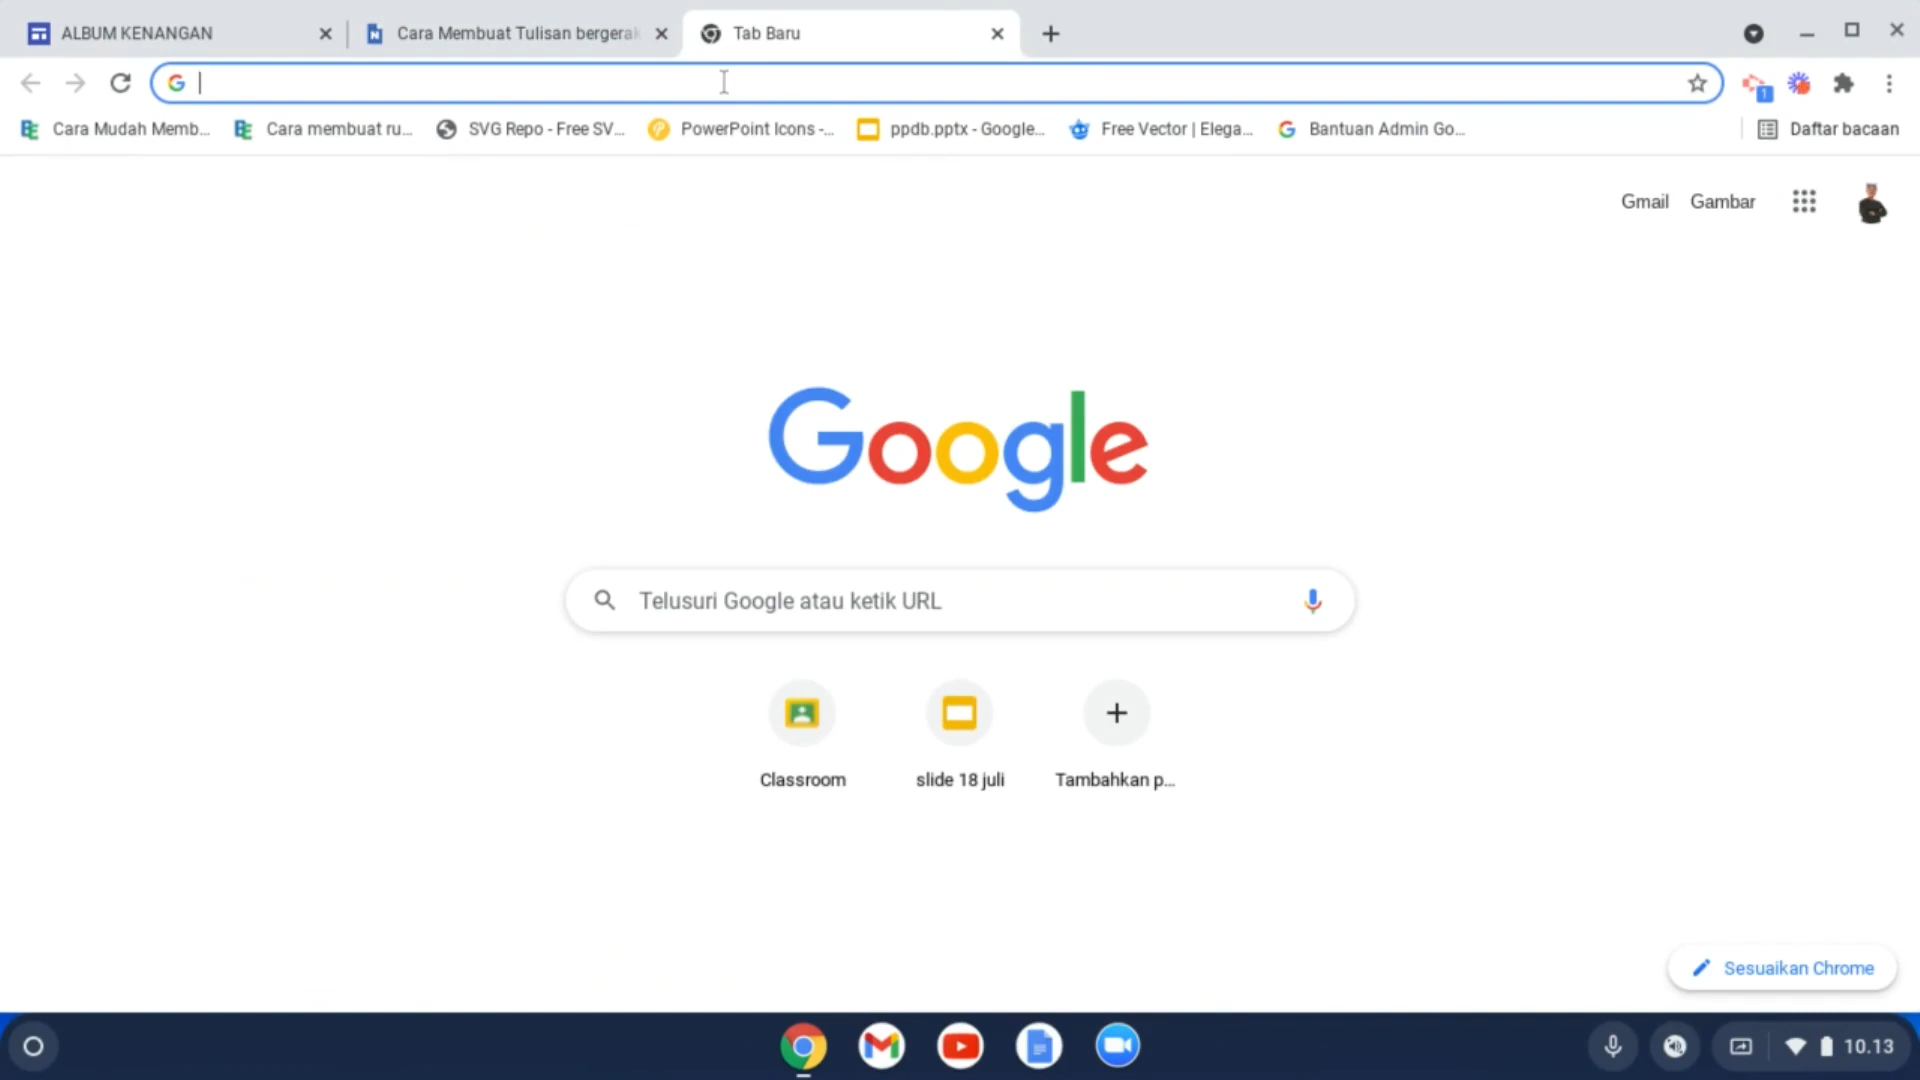 ALBUM KENANGAN
Cara Membuat Tulisan bergerak
Tab Baru
Cara Mudah Memb...
Cara membuat ru...
SVG Repo - Free SV...
PowerPoint Icons -...
ppdb.pptx - Google...
Free Vector | Elega...
Bantuan Admin Go...
Daftar bacaan
Gmail
Gambar
Google
Telusuri Google atau ketik URL
Classroom
slide 18 juli
Tambahkan p...
Sesuaikan Chrome
1
10.13